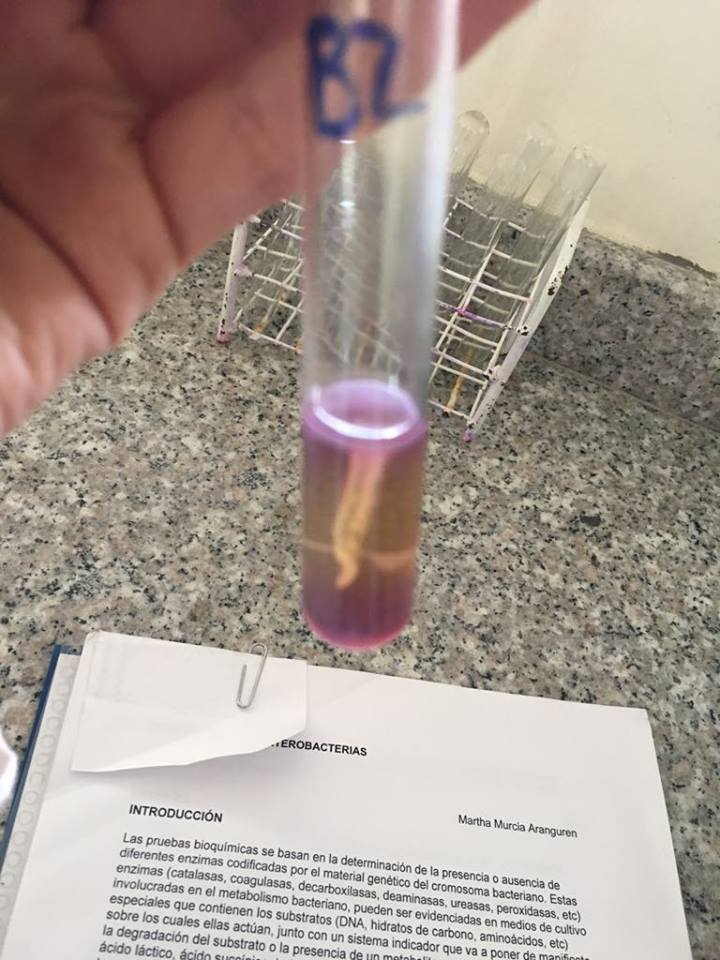 B2
TEROBACTERIAS
INTRODUCCIÓN
Martha Murcia Aranguren
Las pruebas bioquímicas se basan en la determinación de la presencia o ausencia de
diferentes enzimas codificadas por el material genético del cromosoma bacteriano. Estas
enzimas (catalasas, coagulasas, decarboxilasas, deaminasas, ureasas, peroxidasas, etc)
involucradas en el metabolismo bacteriano, pueden ser evidenciadas en medios de cultivo
especiales que contienen los substratos (DNA, hidratos de carbono, aminoácidos, etc)
sobre los cuales ellas actúan, junto con un sistema indicador que va a poner de
la degradación del substrato o la presencia de un
ácido láctico, ácido